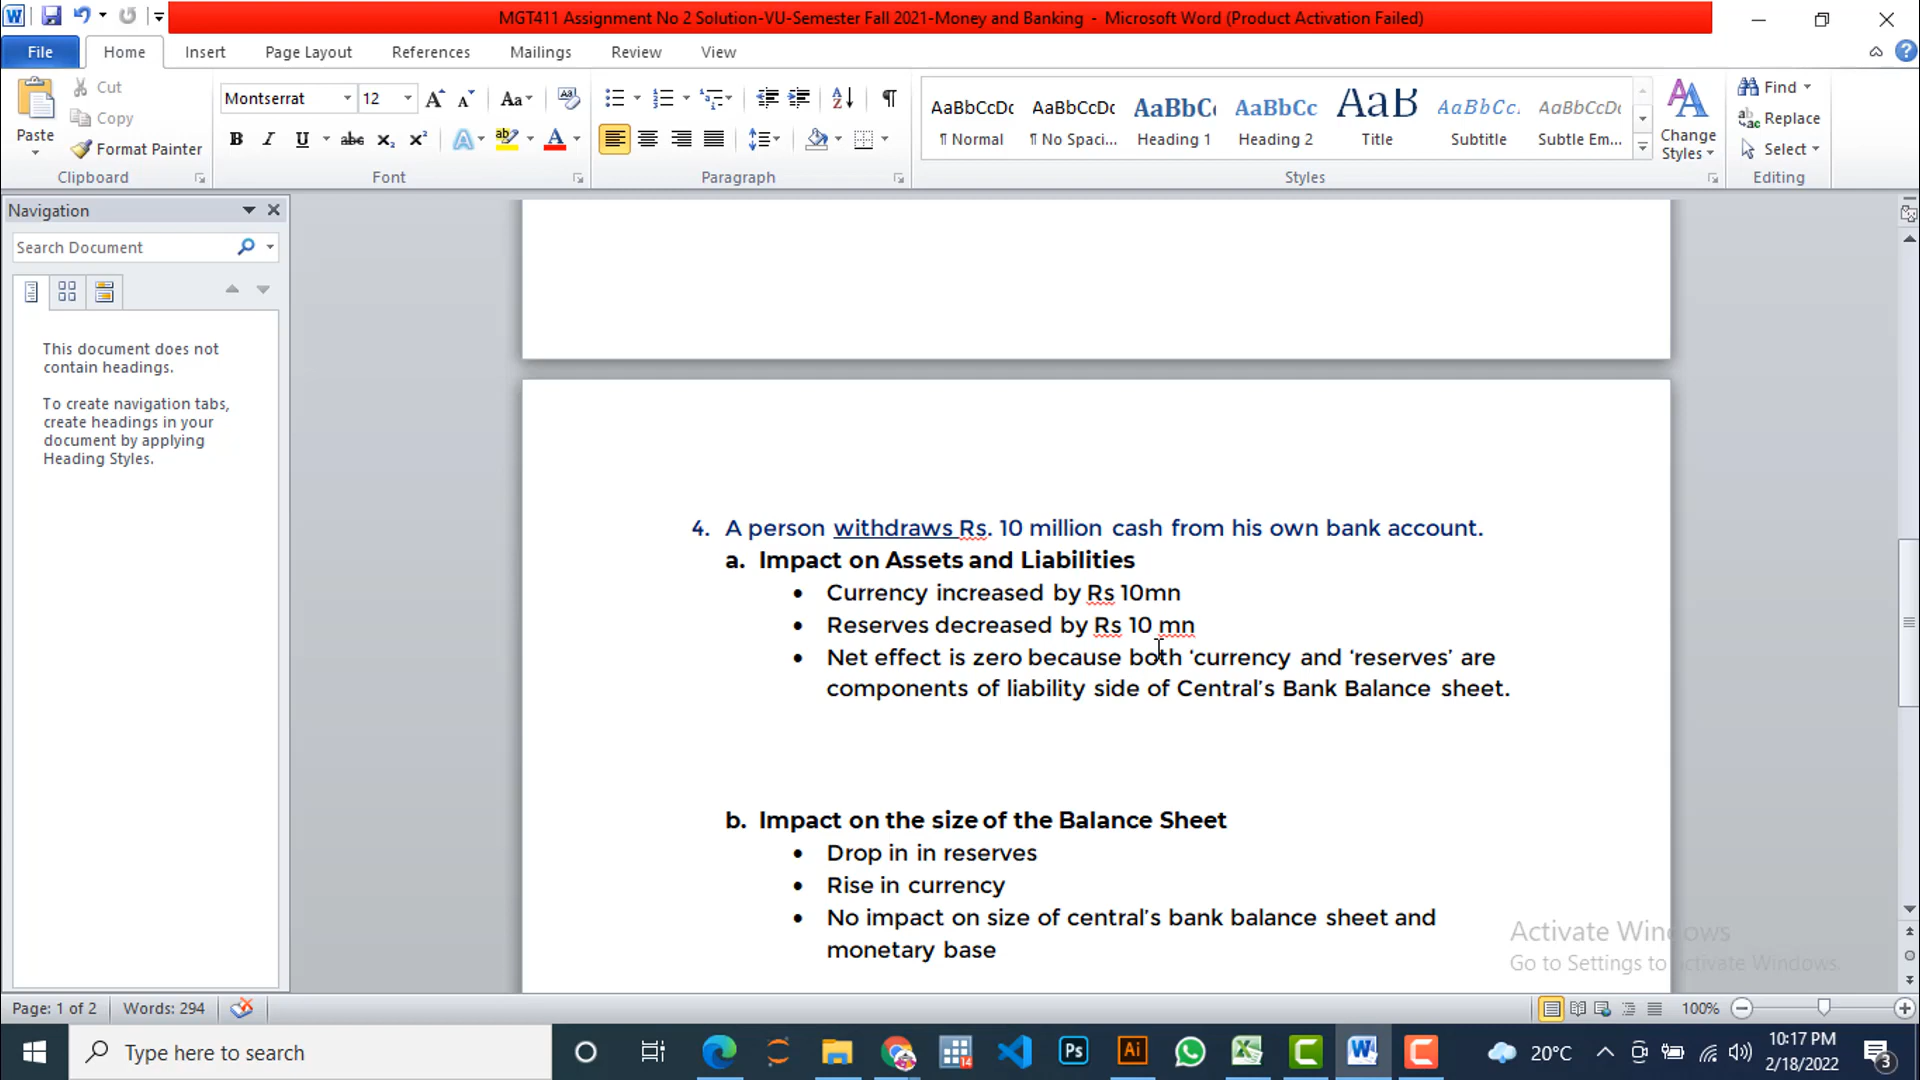 MGT411 Assignment No 2 Solution-VU-Semester Fall 2021-Money and Banking - Microsoft Word (Product Activation Failed)
File Home Insert Page Layout References Mailings Review View
Paste
Cut
Copy
Format Painter
Clipboard
Montserrat 12
Font
Paragraph
AaBbCcDc AaBbCcDc AaBbC AaBbCc AaB AaBbCc. AaBbCcDc
¶ Normal ¶ No Spaci... Heading 1 Heading 2 Title Subtitle Subtle Em...
Styles
Change
Styles
Find
Replace
Select
Editing
Navigation
Search Document
This document does not
contain headings.
To create navigation tabs,
create headings in your
document by applying
Heading Styles.
4. A person withdraws Rs. 10 million cash from his own bank account.
a. Impact on Assets and Liabilities
• Currency increased by Rs 10mn
• Reserves decreased by Rs 10 mn
• Net effect is zero because both ‘currency and ‘reserves’ are
components of liability side of Central’s Bank Balance sheet.
b. Impact on the size of the Balance Sheet
• Drop in in reserves
• Rise in currency
• No impact on size of central’s bank balance sheet and
monetary base
Activate Windows
Go to Settings to activate Windows.
Page: 1 of 2 Words: 294 100%
Type here to search
14
Ps
Ai
20°C
10:17 PM
2/18/2022
3